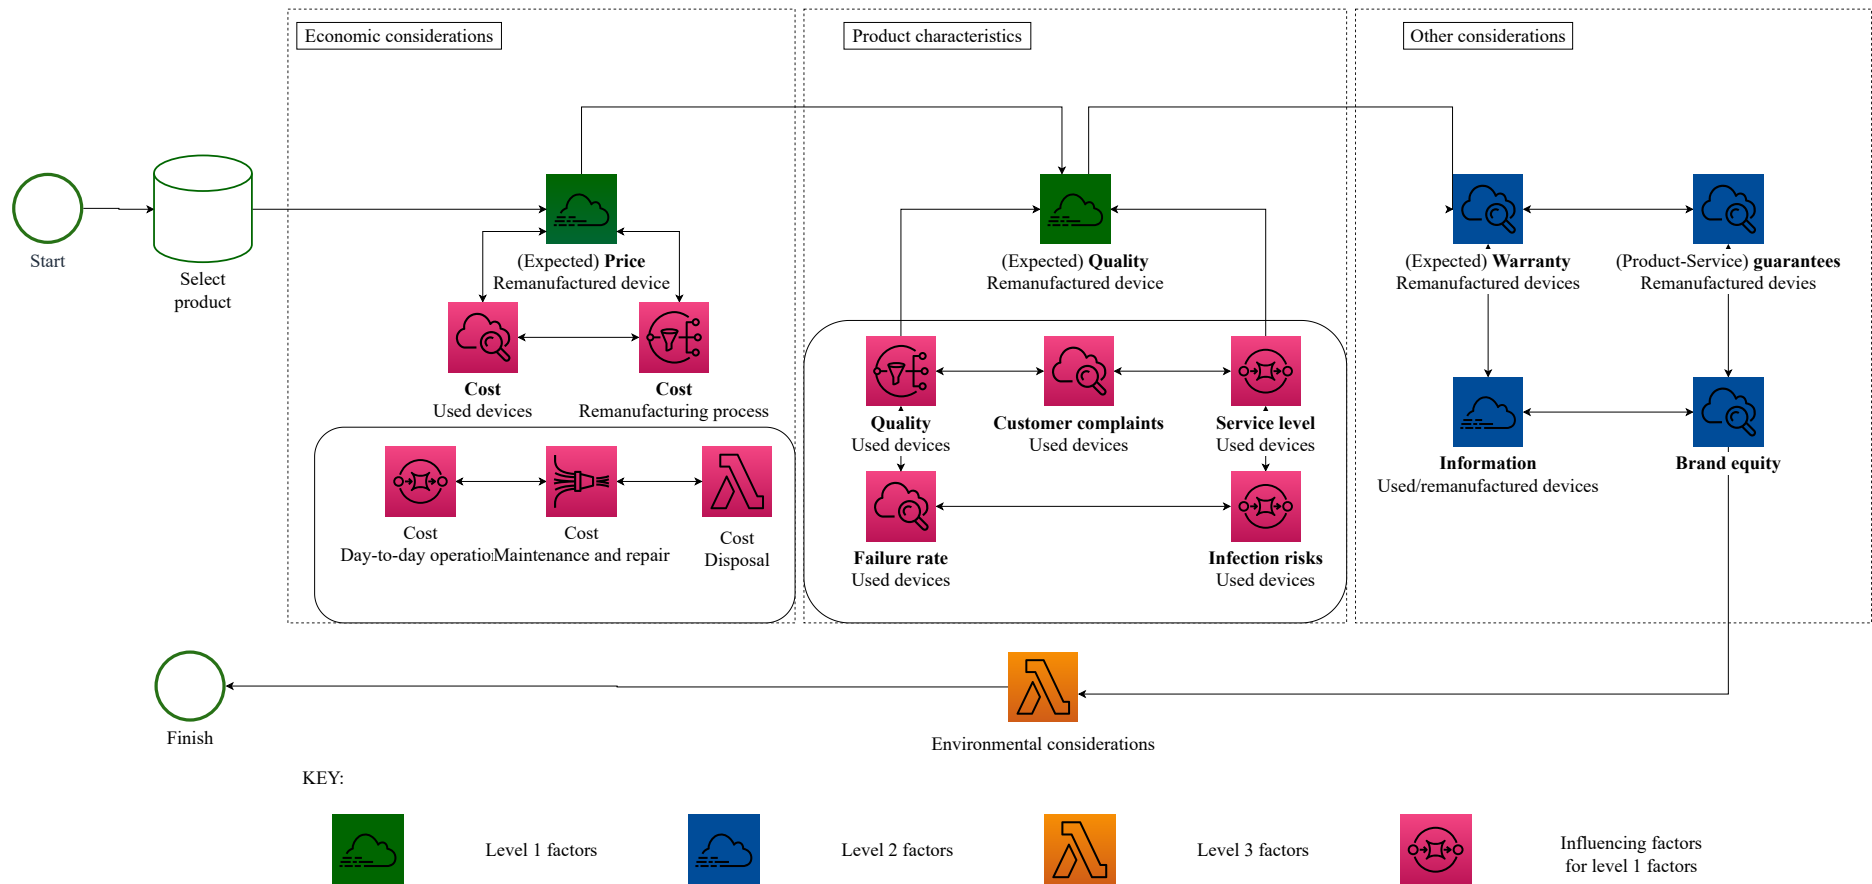 Economic considerations
Product characteristics
Other considerations
Start
Select
product
(Expected) Price
Remanufactured device
(Expected) Quality
Remanufactured device
(Expected) Warranty
Remanufactured devices
(Product-Service) guarantees
Remanufactured devies
Cost
Used devices
Cost
Remanufacturing process
Quality
Used devices
Customer complaints
Used devices
Service level
Used devices
Information
Used/remanufactured devices
Brand equity
Cost
Day-to-day operatio
Cost
Maintenance and repair
Cost
Disposal
Failure rate
Used devices
Infection risks
Used devices
Finish
Environmental considerations
KEY:
Level 1 factors
Level 2 factors
Level 3 factors
Influencing factors
for level 1 factors